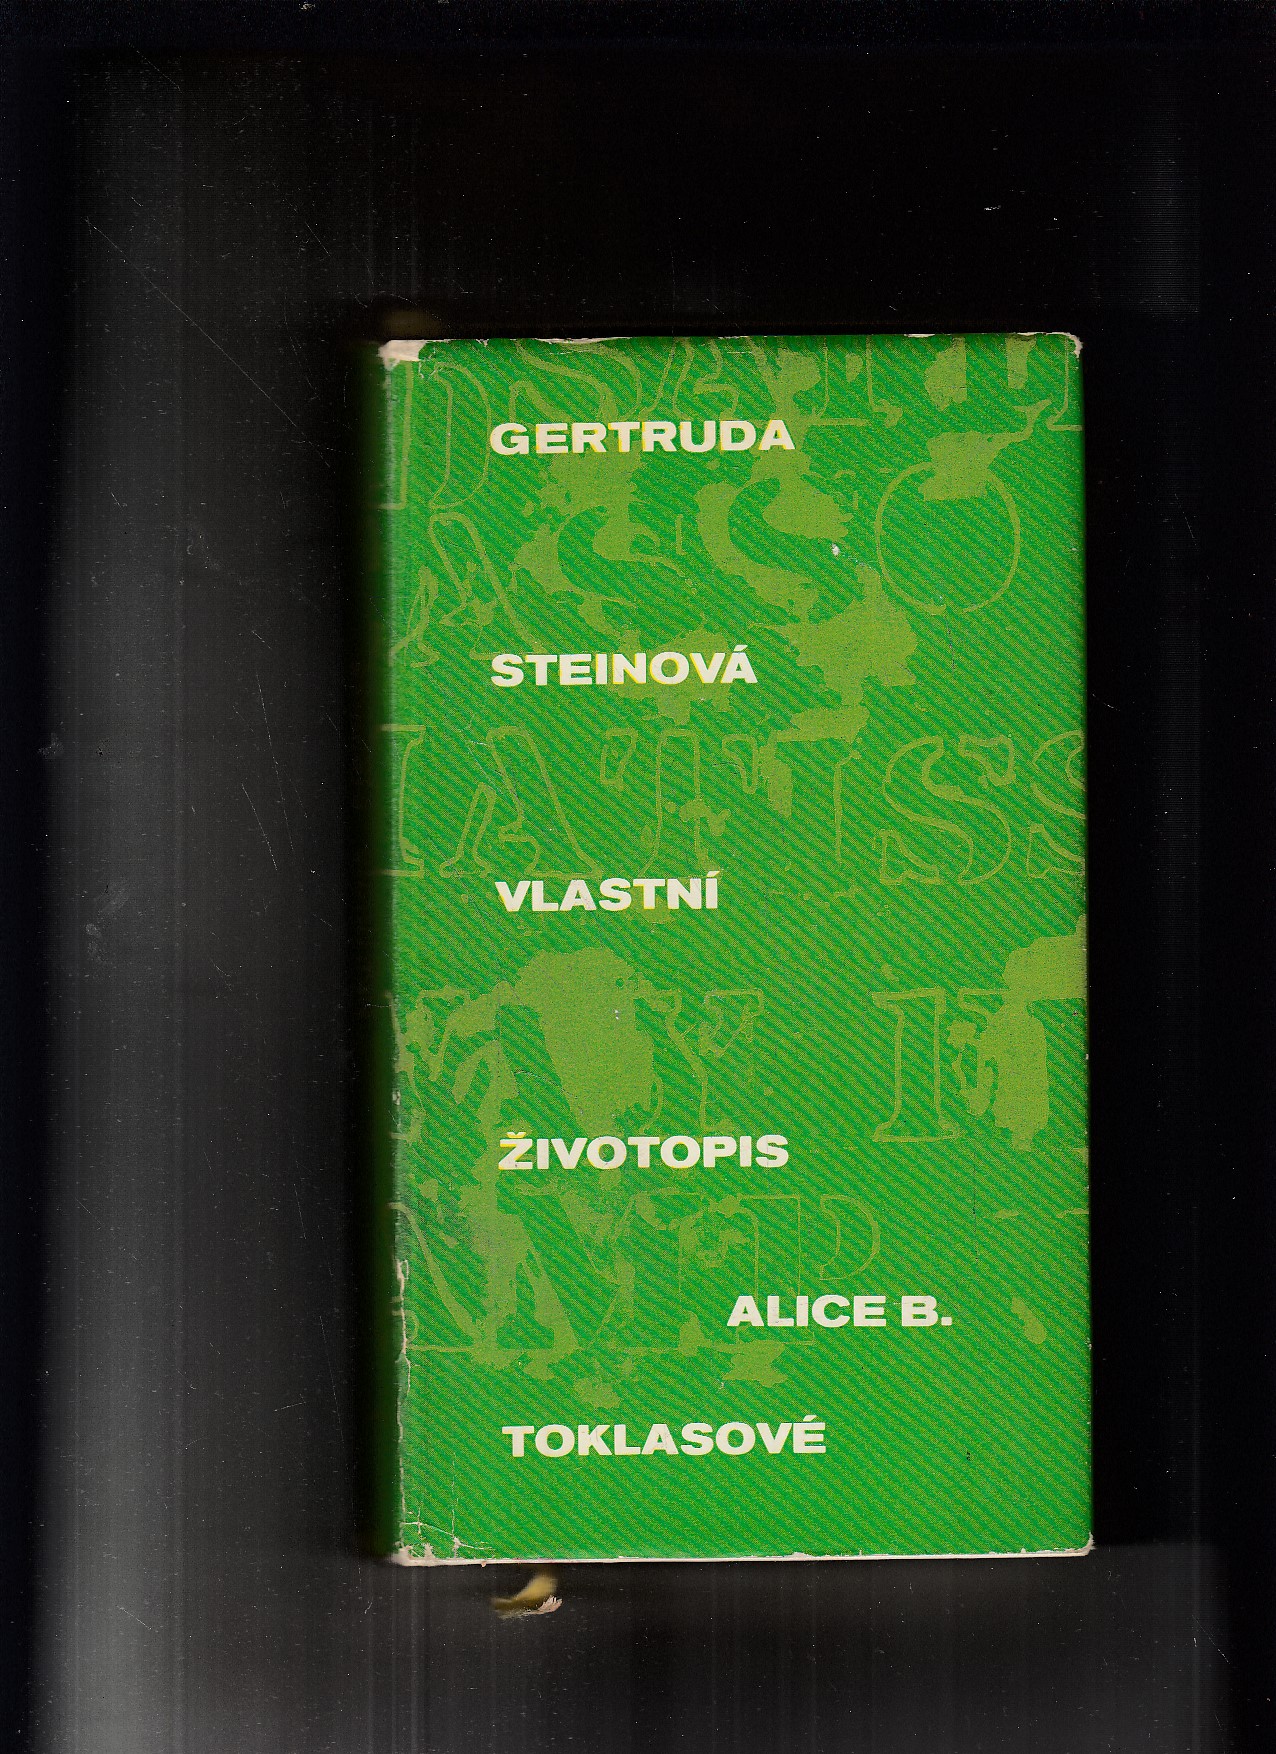 GERTRUDA
STEINOVÁ
VLASTNÍ
ŽIVOTOPIS
ALICE B.
TOKLASOVÉ